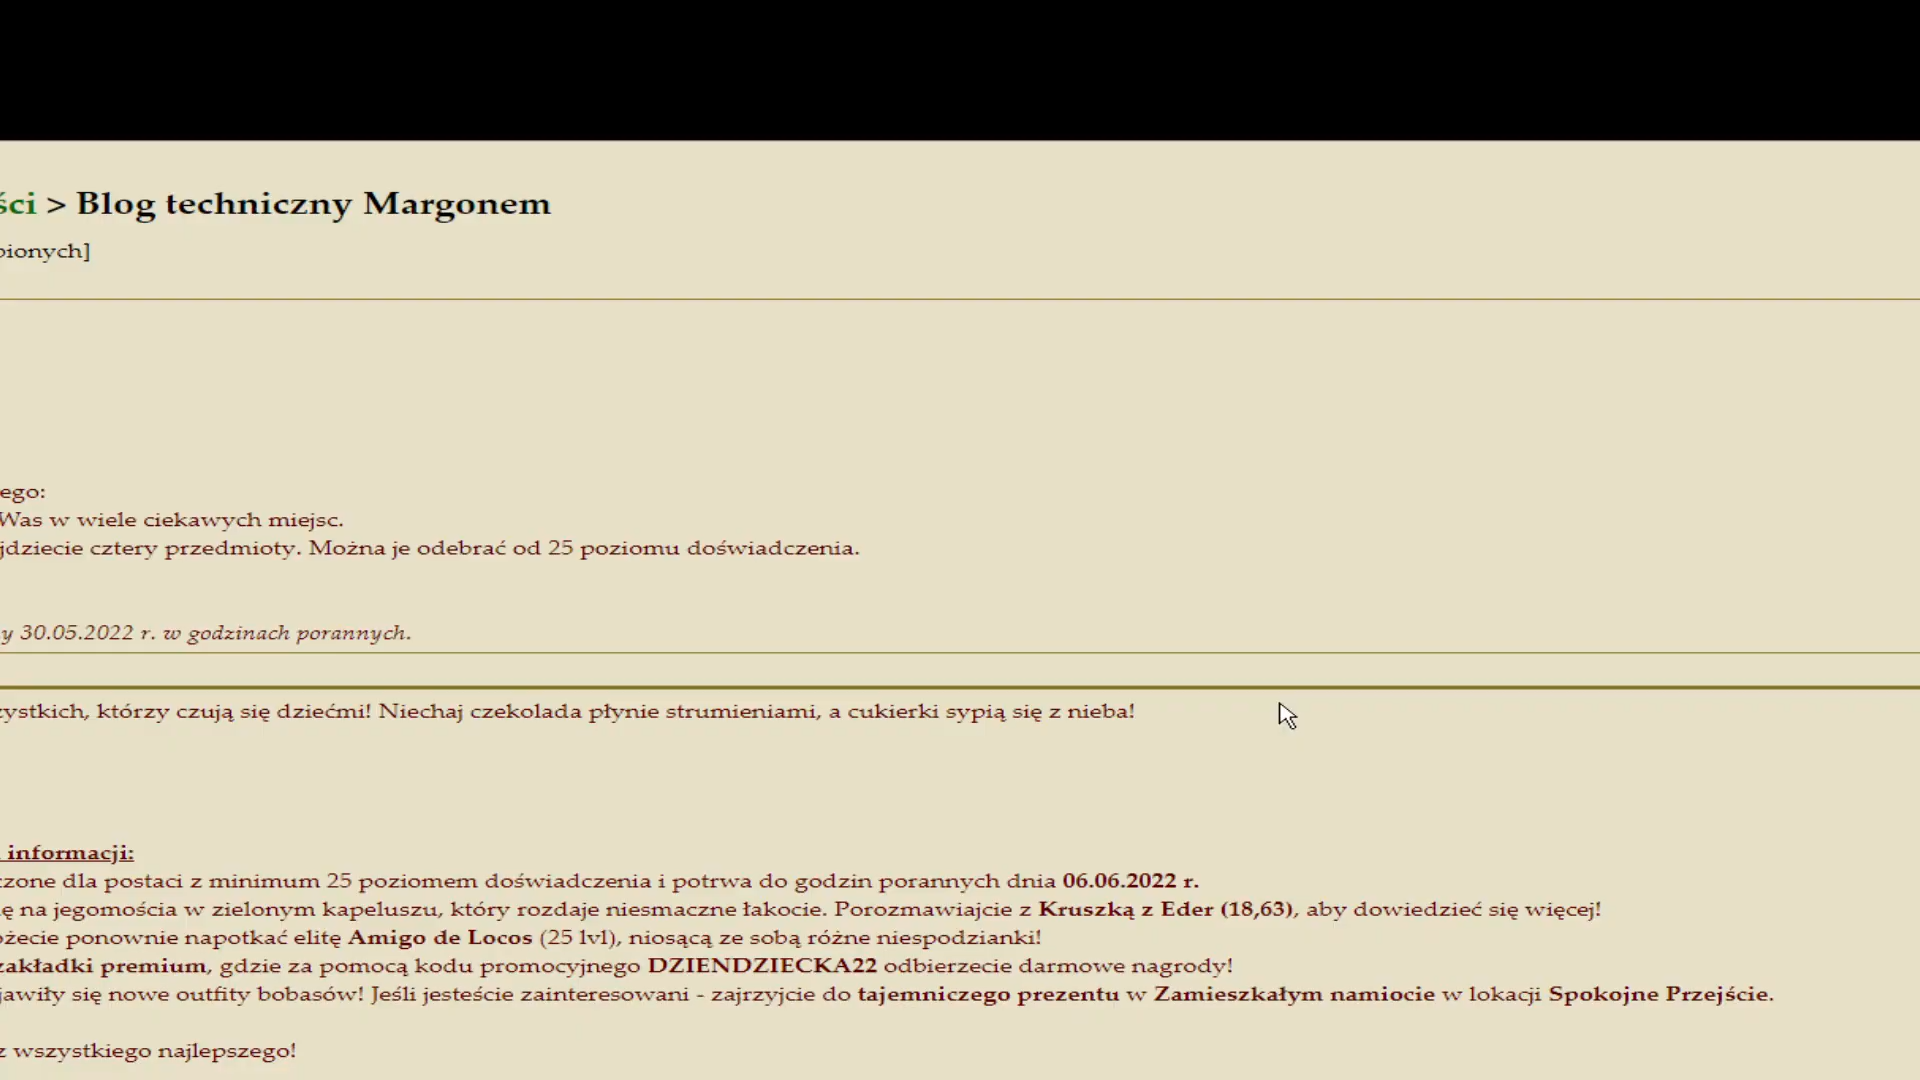 ści > Blog techniczny Margonem
bionych]
ego:
Was w wiele ciekawych miejsc.
jdziecie cztery przedmioty. Można je odebrać od 25 poziomu doświadczenia.
y 30.05.2022 r. w godzinach porannych.
zystkich, którzy czują się dziećmi! Niechaj czekolada płynie strumieniami, a cukierki sypią się z nieba!
informacji:
czone dla postaci z minimum 25 poziomem doświadczenia i potrwa do godzin porannych dnia 06.06.2022 r.
ę na jegomościa w zielonym kapeluszu, który rozdaje niesmaczne łakocie. Porozmawiajcie z Kruszką z Eder (18,63), aby dowiedzieć się więcej!
ożecie ponownie napotkać elitę Amigo de Locos (25 lvl), niosącą ze sobą różne niespodzianki!
zakładki premium, gdzie za pomocą kodu promocyjnego DZIENDZIECKA22 odbierzecie darmowe nagrody!
jawiły się nowe outfity bobasów! Jeśli jesteście zainteresowani - zajrzyjcie do tajemniczego prezentu w Zamieszkałym namiocie w lokacji Spokojne Przejście.
z wszystkiego najlepszego!